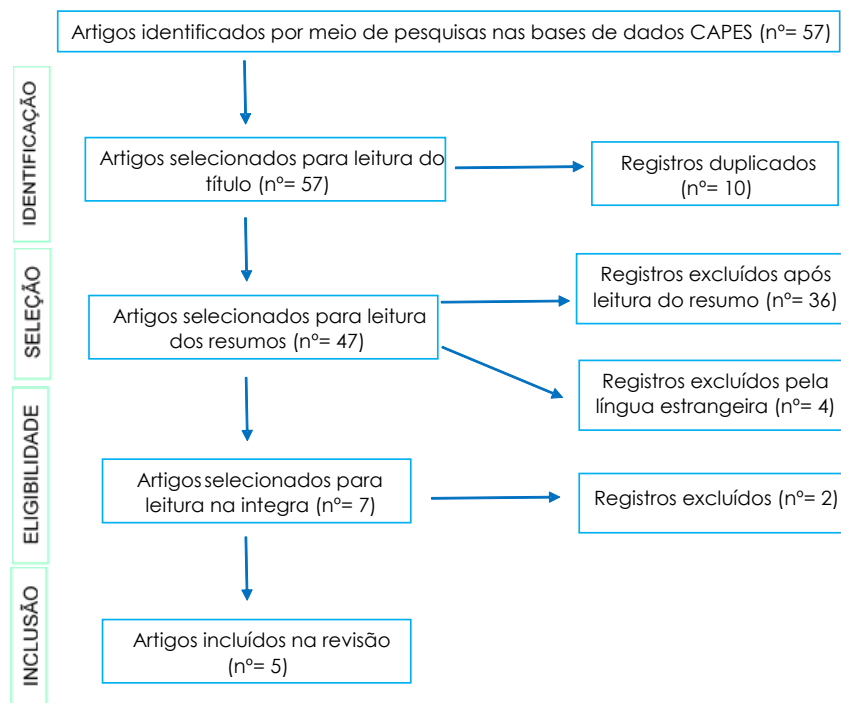 Artigos identificados por meio de pesquisas nas bases de dados CAPES (nº= 57)
IDENTIFICAÇÃO
Artigos selecionados para leitura do
título (nº= 57)
Registros duplicados
(nº= 10)
SELEÇÃO
Artigos selecionados para leitura
dos resumos (nº= 47)
Registros excluídos após
leitura do resumo (nº= 36)
Registros excluídos pela
língua estrangeira (nº= 4)
ELIGIBILIDADE
Artigos selecionados para
leitura na integra (nº= 7)
Registros excluídos (nº= 2)
INCLUSÃO
Artigos incluídos na revisão
(nº= 5)